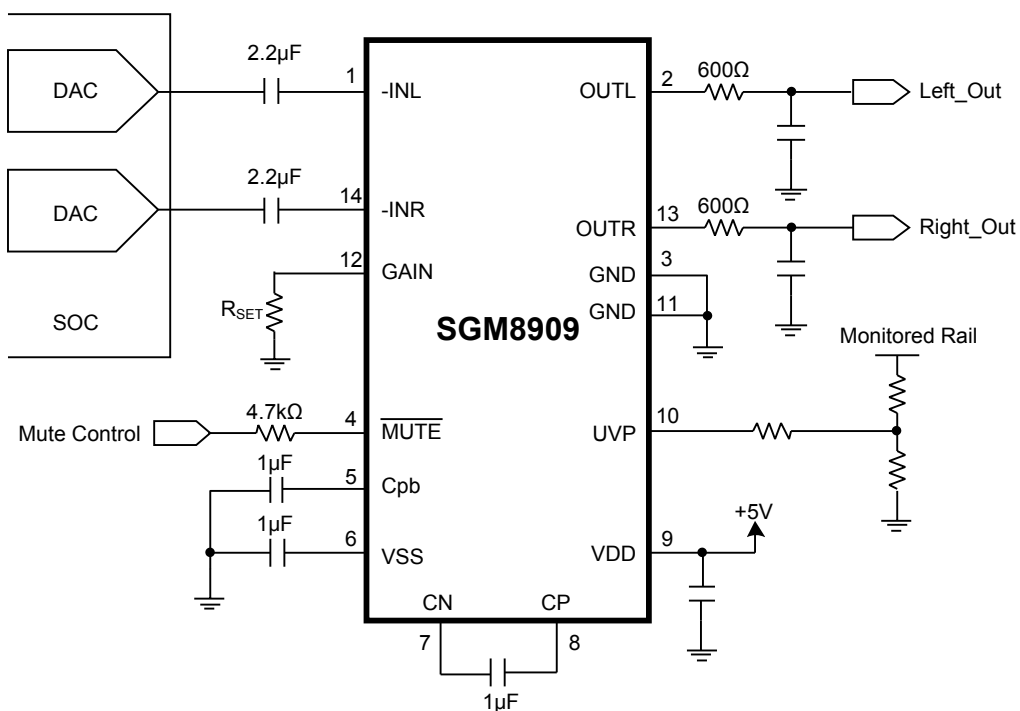 DAC
2.2µF
1
-INL
OUTL
2
600Ω
Left_Out
DAC
2.2µF
14
-INR
OUTR
13
600Ω
Right_Out
12
GAIN
GND
3
RSET
SOC
SGM8909
GND
11
Monitored Rail
Mute Control
4.7kΩ
4
MUTE
UVP
10
1µF
5
Cpb
1µF
6
VSS
VDD
9
+5V
CN
CP
7
8
1µF